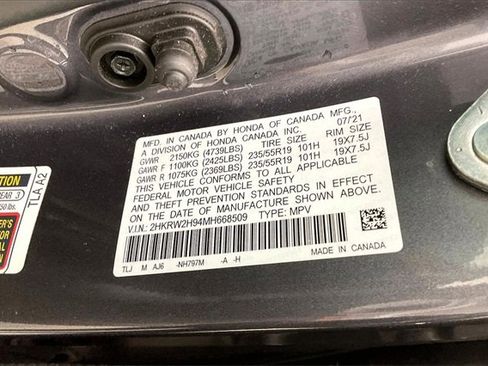 MFD. IN CANADA BY HONDA OF CANADA MFG., 07/21
A DIVISION OF HONDA CANADA INC.
TIRE SIZE RIM SIZE
GVWR 2150KG (4739LBS)
GAWR F 1100KG (2425LBS) 235/55R19 101H 19X7.5J
GAWR R 1075KG (2369LBS) 235/55R19 101H 19X7.5J
THIS VEHICLE CONFORMS TO ALL APPLICABLE
FEDERAL MOTOR VEHICLE SAFETY, BUMPER,
AND THEFT PREVENTION STANDARDS IN EFFECT
ON THE DATE OF MANUFACTURE SHOWN ABOVE.
V.I.N.: 2HKRW2H94MH668509 TYPE: MPV
TLJ M AJ6 -NH797M -A -H MADE IN CANADA
TLA A2
EAR 3